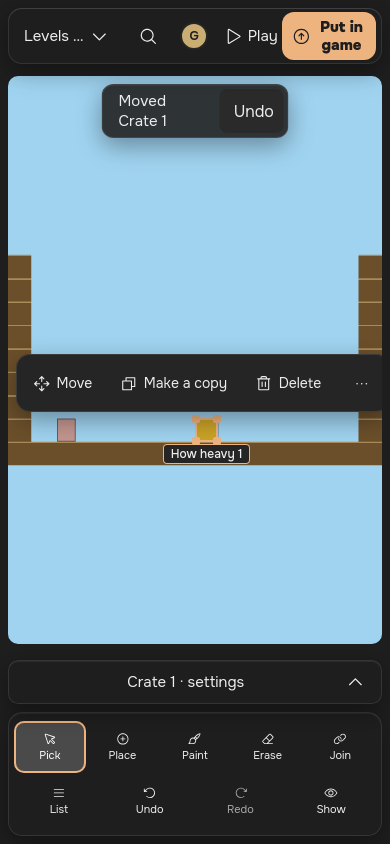 Levels ...
G
Play
Put in
game
Moved
Crate 1
Undo
Move
Make a copy
Delete
...
How heavy 1
Crate 1 · settings
Pick
Place
Paint
Erase
Join
List
Undo
Redo
Show